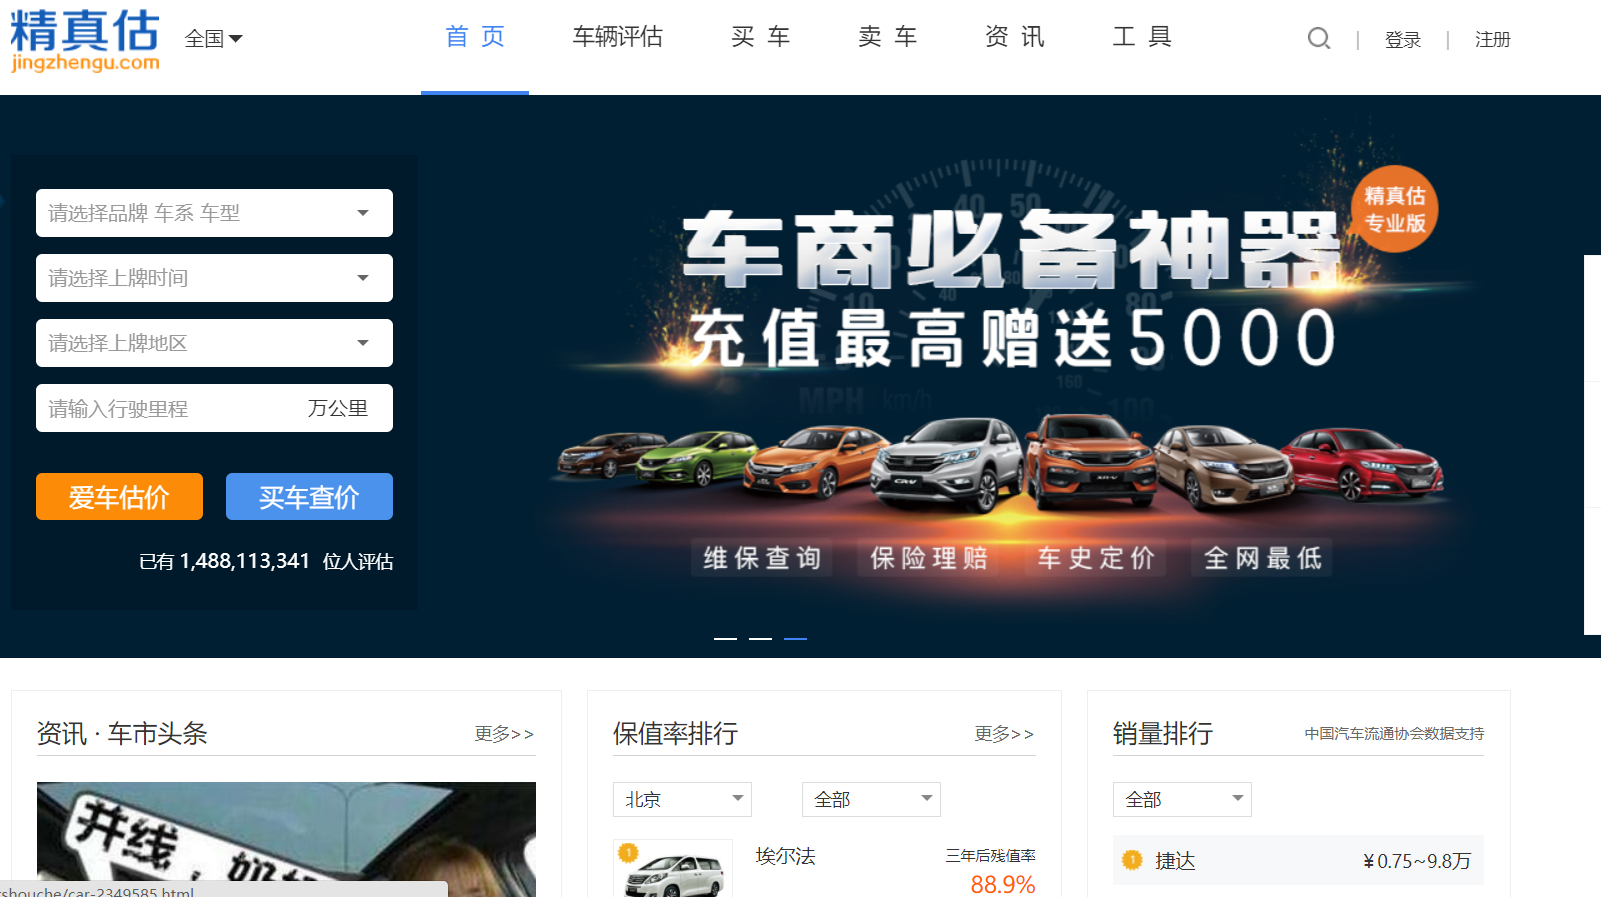 精真估
jingzhengu.com
全国
首 页
车辆评估
买 车
卖 车
资 讯
工 具
登录
注册
请选择品牌 车系 车型
请选择上牌时间
请选择上牌地区
请输入行驶里程 万公里
爱车估价 买车查价
已有 1,488,113,341 位人评估
精真估
专业版
车商必备神器
充值最高赠送5000
MPH km/h
CRV
XR-V
维保查询 保险理赔 车史定价 全网最低
资讯 · 车市头条 更多>>
并线
保值率排行 更多>>
北京 全部
1
埃尔法 三年后残值率
88.9%
销量排行 中国汽车流通协会数据支持
全部
1 捷达 ¥0.75~9.8万
shouche/car-2349585.html